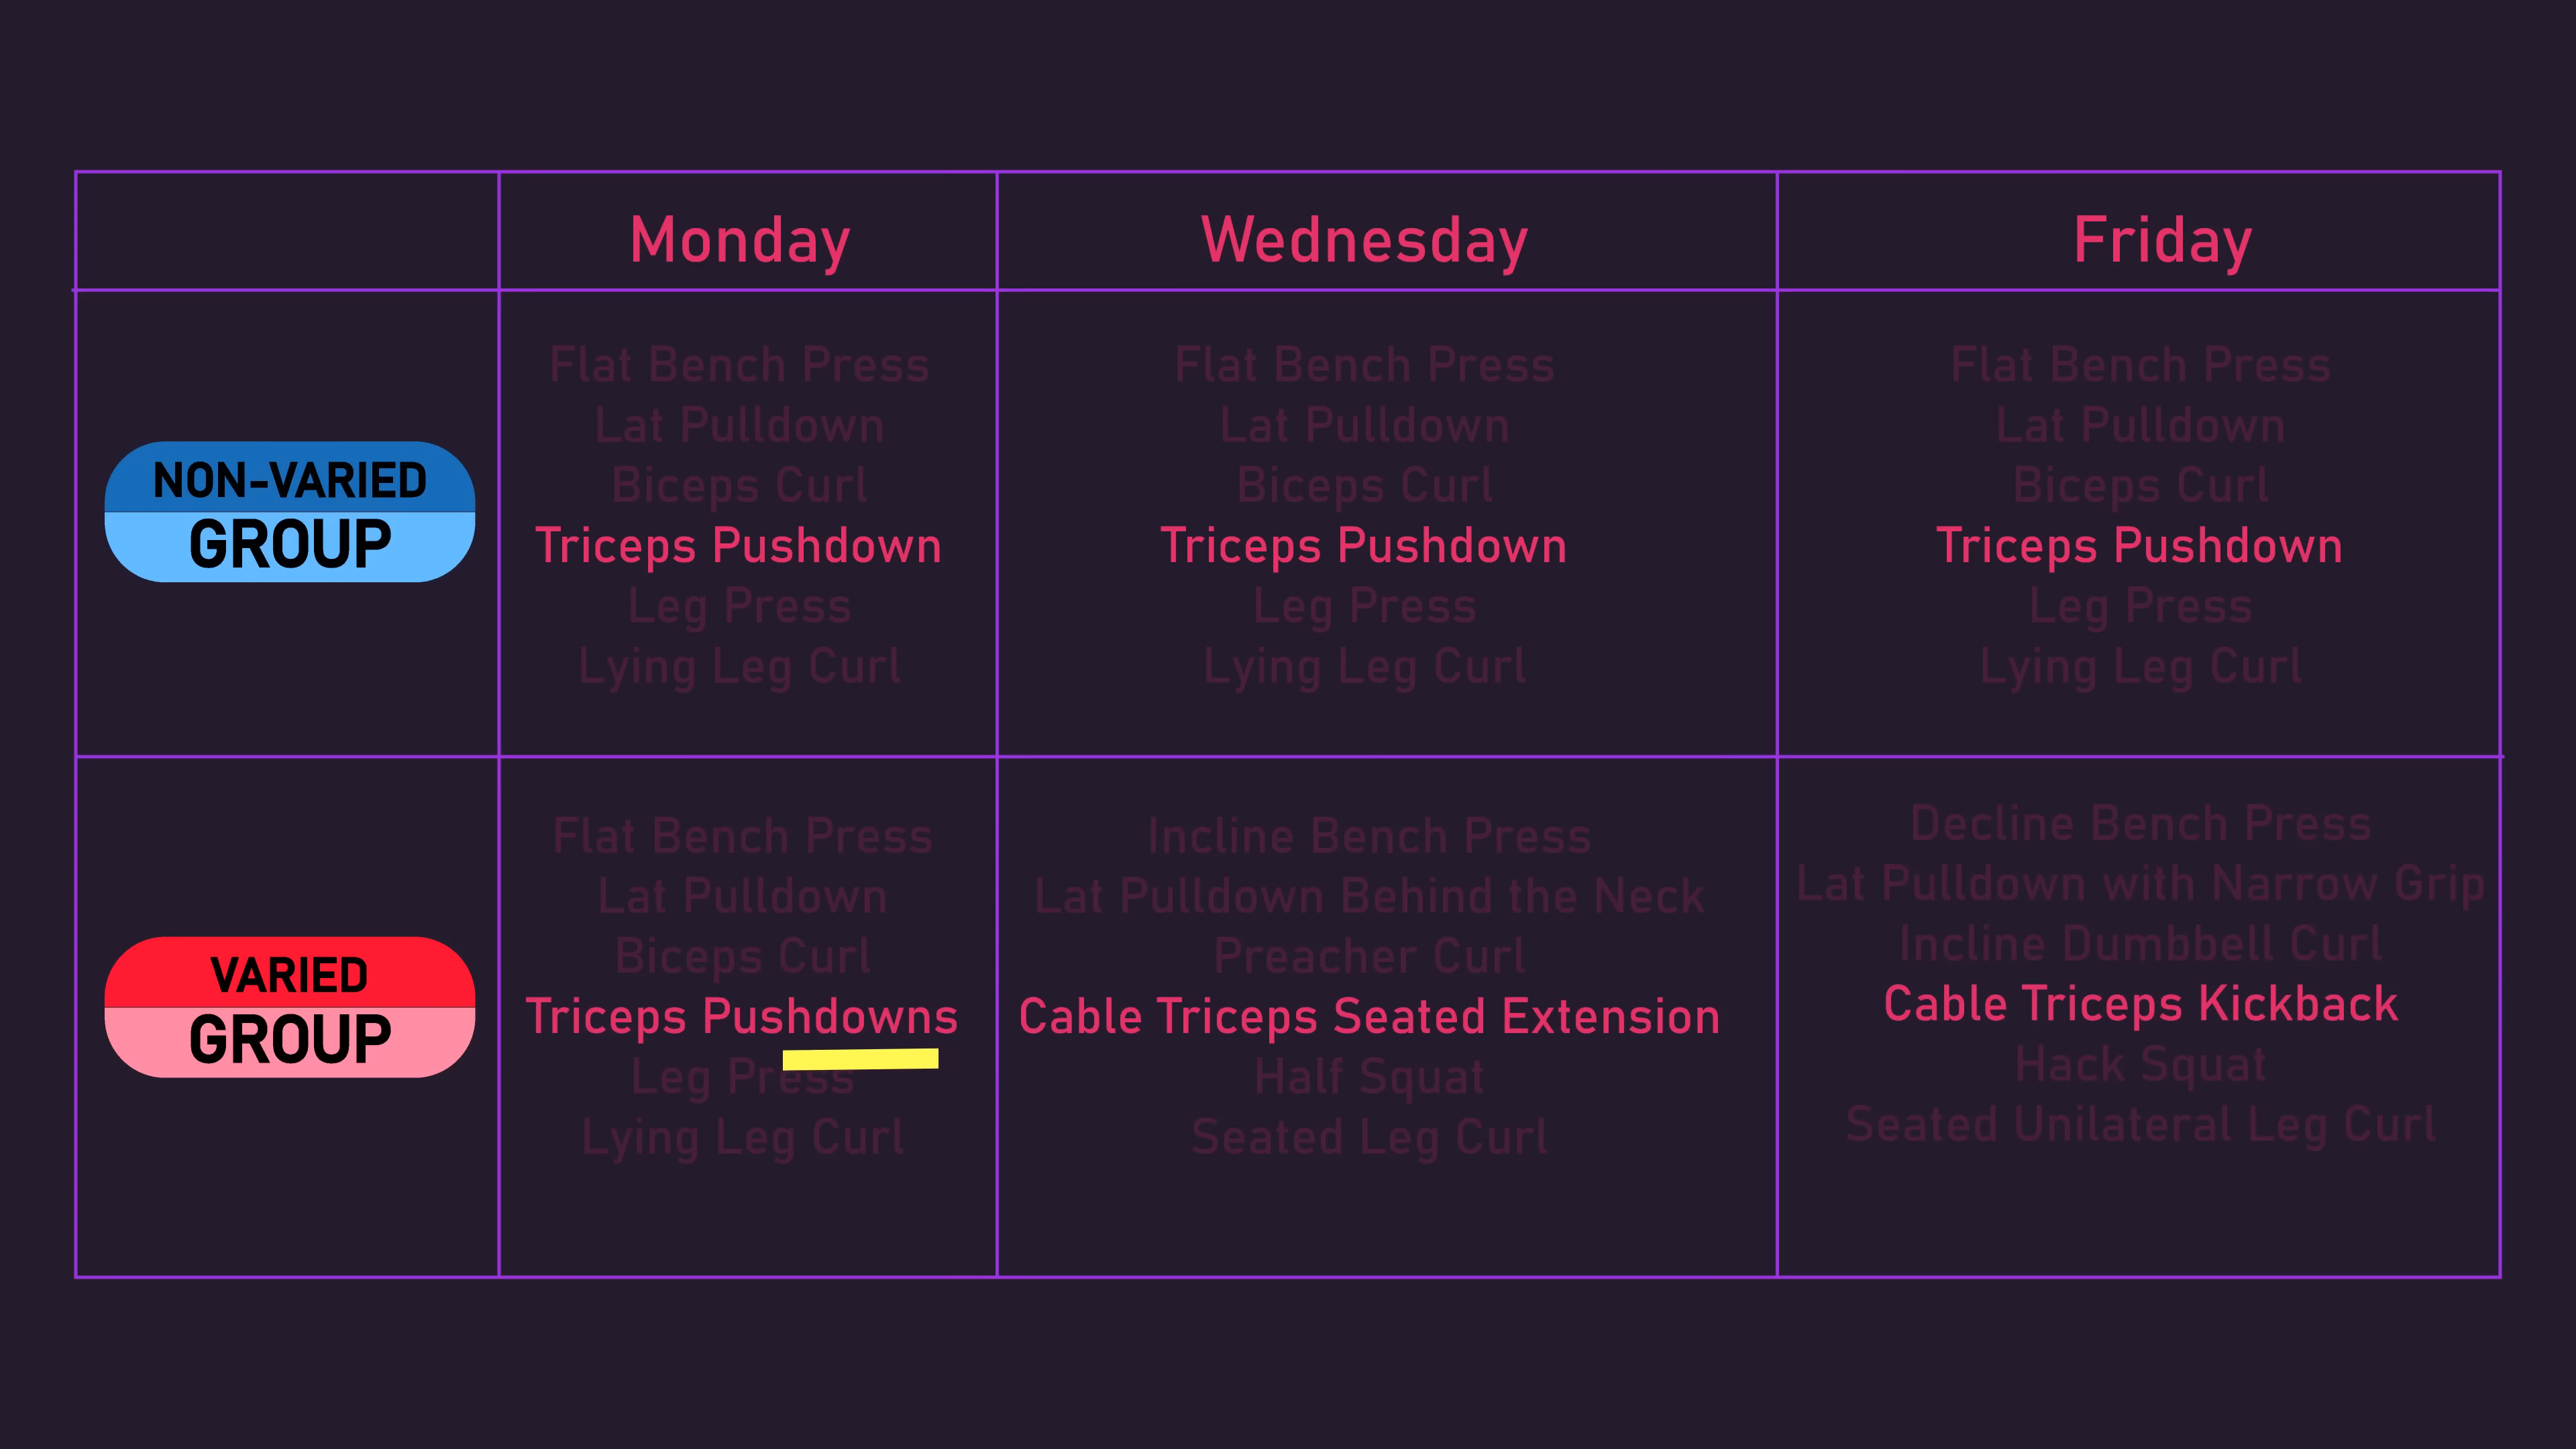 Monday
Wednesday
Friday
NON-VARIED
GROUP
Flat Bench Press
Lat Pulldown
Biceps Curl
Triceps Pushdown
Leg Press
Lying Leg Curl
Flat Bench Press
Lat Pulldown
Biceps Curl
Triceps Pushdown
Leg Press
Lying Leg Curl
Flat Bench Press
Lat Pulldown
Biceps Curl
Triceps Pushdown
Leg Press
Lying Leg Curl
VARIED
GROUP
Flat Bench Press
Lat Pulldown
Biceps Curl
Triceps Pushdowns
Leg Press
Lying Leg Curl
Incline Bench Press
Lat Pulldown Behind the Neck
Preacher Curl
Cable Triceps Seated Extension
Half Squat
Seated Leg Curl
Decline Bench Press
Lat Pulldown with Narrow Grip
Incline Dumbbell Curl
Cable Triceps Kickback
Hack Squat
Seated Unilateral Leg Curl